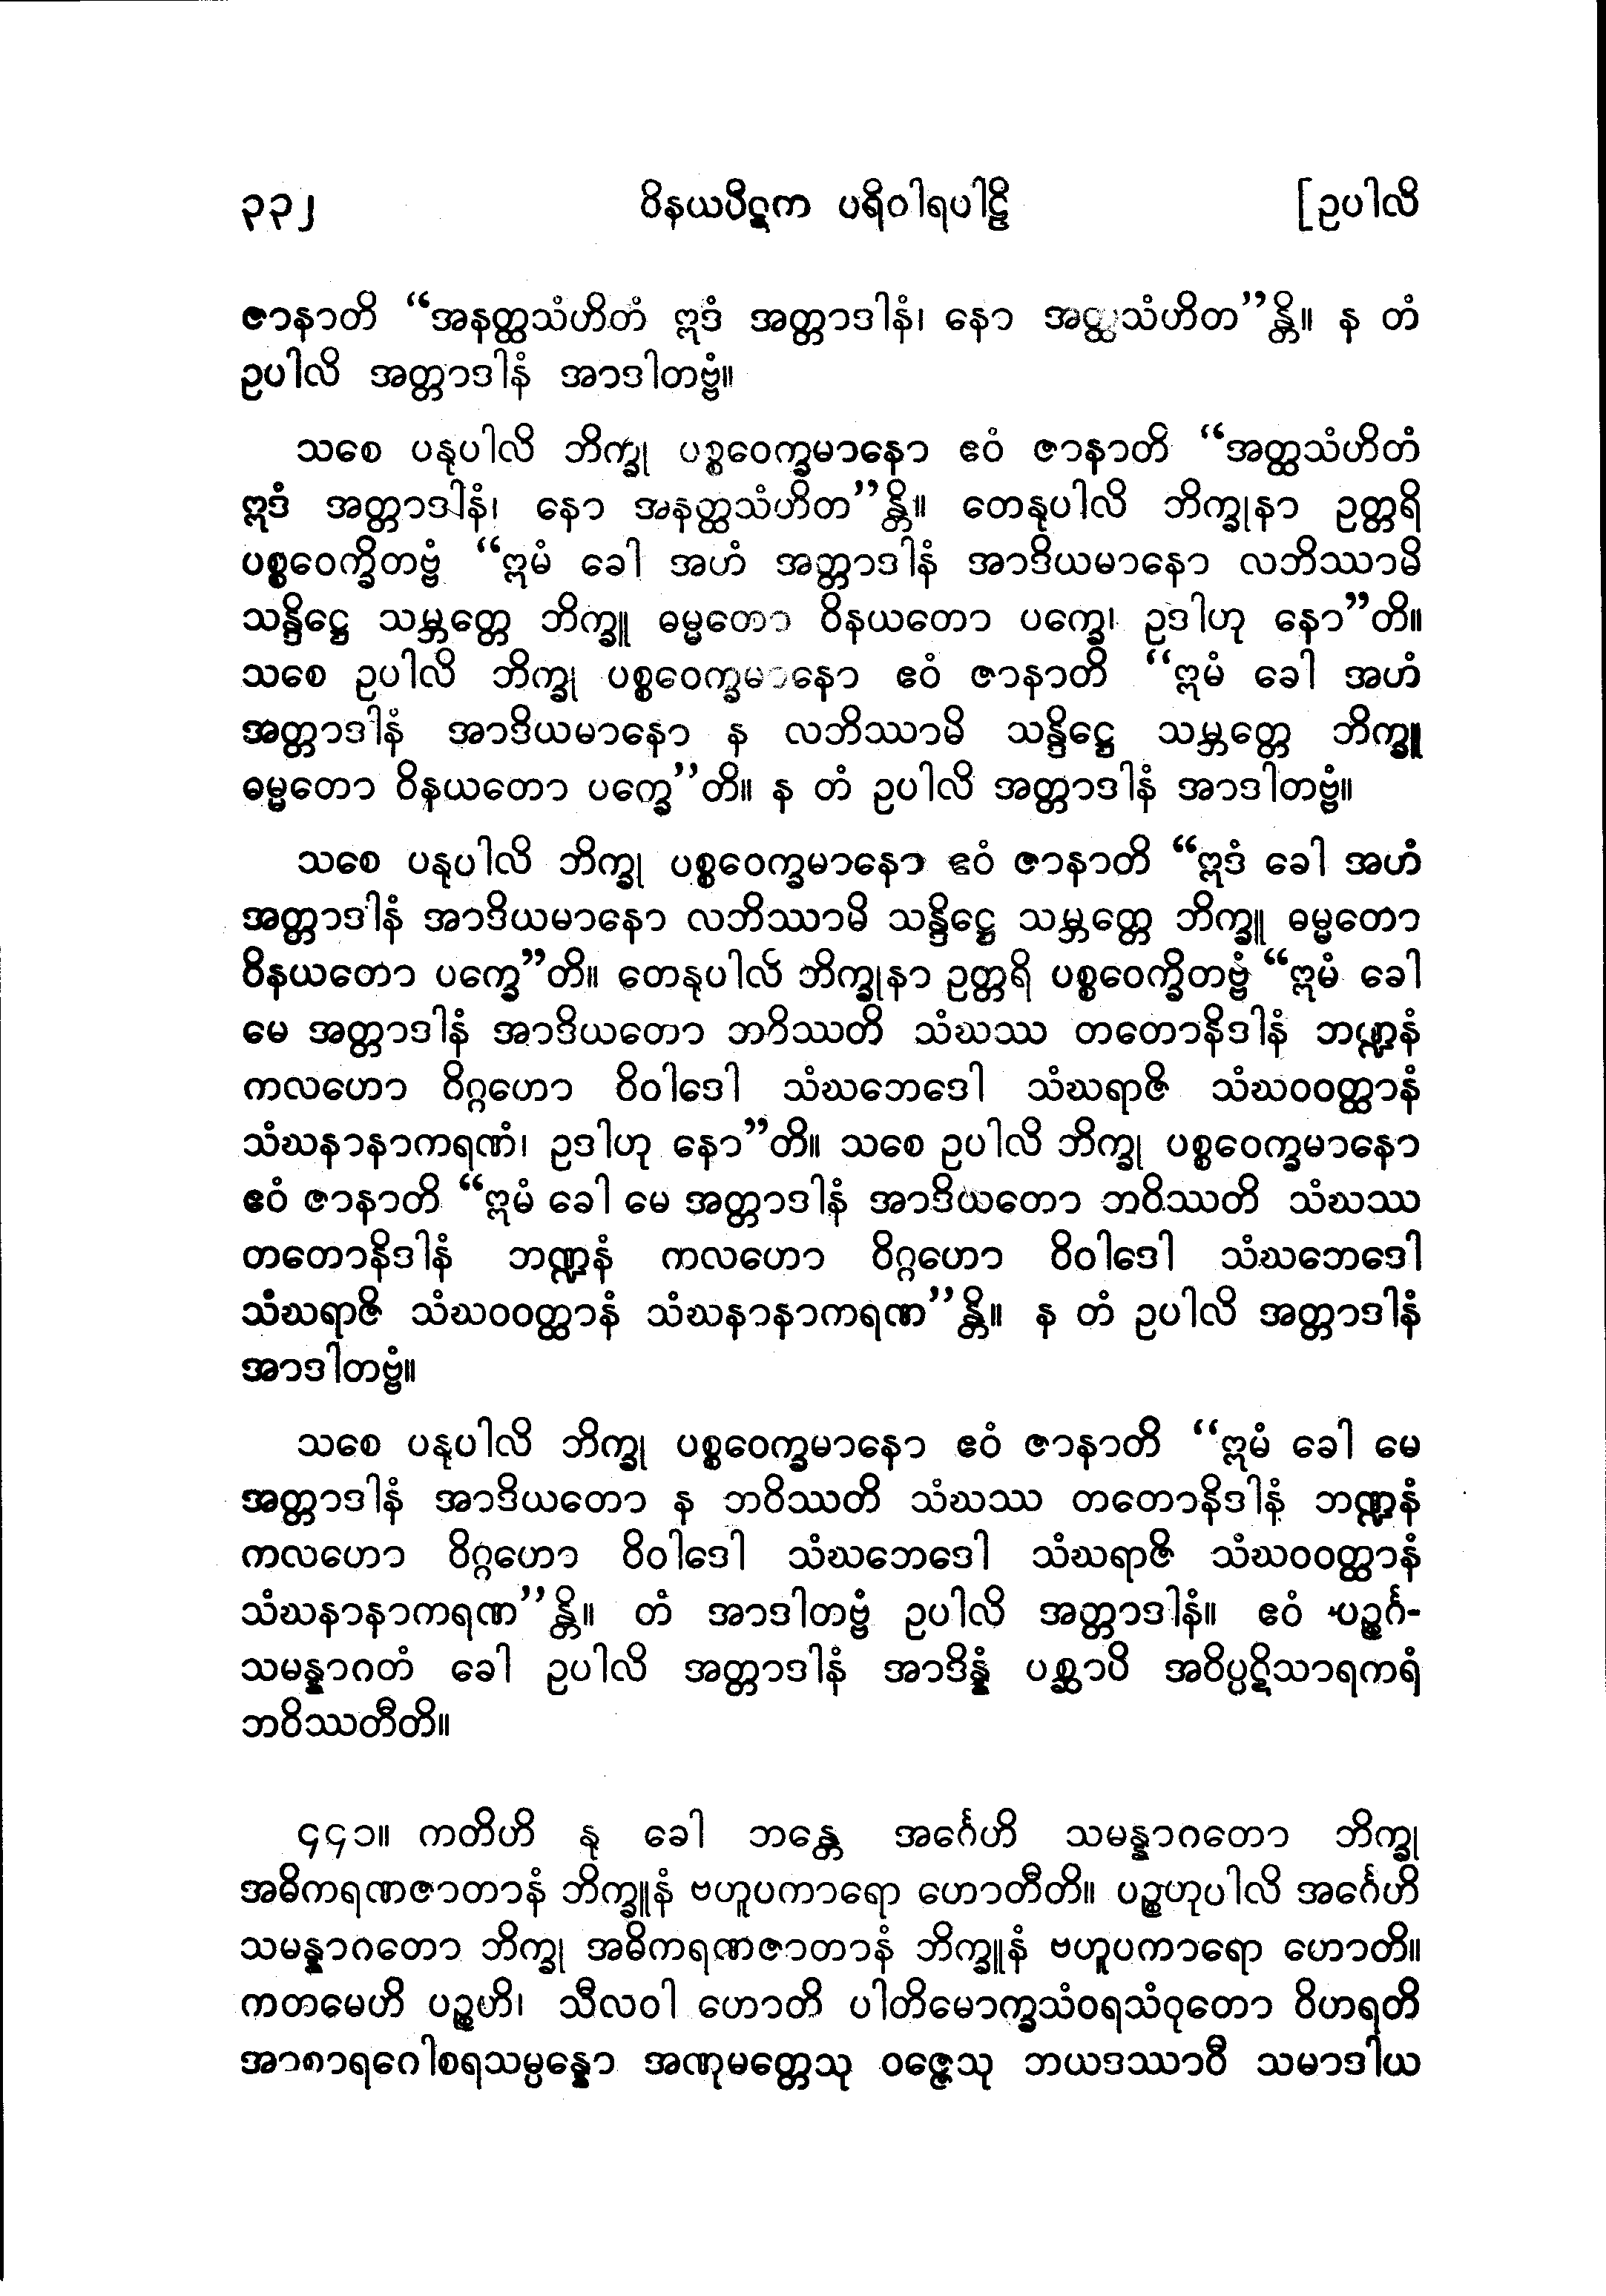 ၃၃၂ ဝိနယပိဋက ပရိဝါရပါဠိ [ဥပါလိ
ဇာနာတိ “အနတ္ထသံဟိတံ ဣဒံ အတ္တာဒါနံ၊ နော အတ္ထသံဟိတ”န္တိ။ န တံ
ဥပါလိ အတ္တာဒါနံ အာဒါတဗ္ဗံ။
သစေ ပနုပါလိ ဘိက္ခု ပစ္စဝေက္ခမာနော ဧဝံ ဇာနာတိ “အတ္ထသံဟိတံ
ဣဒံ အတ္တာဒါနံ၊ နော အနတ္ထသံဟိတ”န္တိ။ တေနုပါလိ ဘိက္ခုနာ ဥတ္တရိ
ပစ္စဝေက္ခိတဗ္ဗံ “ဣမံ ခေါ အဟံ အတ္တာဒါနံ အာဒိယမာနော လဘိဿာမိ
သန္ဒိဋ္ဌေ သမ္ဘတ္တေ ဘိက္ခူ ဓမ္မတော ဝိနယတော ပက္ခေ၊ ဥဒါဟု နော”တိ။
သစေ ဥပါလိ ဘိက္ခု ပစ္စဝေက္ခမာနော ဧဝံ ဇာနာတိ “ဣမံ ခေါ အဟံ
အတ္တာဒါနံ အာဒိယမာနော န လဘိဿာမိ သန္ဒိဋ္ဌေ သမ္ဘတ္တေ ဘိက္ခူ
ဓမ္မတော ဝိနယတော ပက္ခေ”တိ။ န တံ ဥပါလိ အတ္တာဒါနံ အာဒါတဗ္ဗံ။
သစေ ပနုပါလိ ဘိက္ခု ပစ္စဝေက္ခမာနော ဧဝံ ဇာနာတိ “ဣဒံ ခေါ အဟံ
အတ္တာဒါနံ အာဒိယမာနော လဘိဿာမိ သန္ဒိဋ္ဌေ သမ္ဘတ္တေ ဘိက္ခူ ဓမ္မတော
ဝိနယတော ပက္ခေ”တိ။ တေနုပါလိ ဘိက္ခုနာ ဥတ္တရိ ပစ္စဝေက္ခိတဗ္ဗံ “ဣမံ ခေါ
မေ အတ္တာဒါနံ အာဒိယတော ဘဝိဿတိ သံဃဿ တတောနိဒါနံ ဘဏ္ဍနံ
ကလဟော ဝိဂ္ဂဟော ဝိဝါဒေါ သံဃဘေဒေါ သံဃရာဇိ သံဃဝဝတ္ထာနံ
သံဃနာနာကရဏံ၊ ဥဒါဟု နော”တိ။ သစေ ဥပါလိ ဘိက္ခု ပစ္စဝေက္ခမာနော
ဧဝံ ဇာနာတိ “ဣမံ ခေါ မေ အတ္တာဒါနံ အာဒိယတော ဘဝိဿတိ သံဃဿ
တတောနိဒါနံ ဘဏ္ဍနံ ကလဟော ဝိဂ္ဂဟော ဝိဝါဒေါ သံဃဘေဒေါ
သံဃရာဇိ သံဃဝဝတ္ထာနံ သံဃနာနာကရဏ”န္တိ။ န တံ ဥပါလိ အတ္တာဒါနံ
အာဒါတဗ္ဗံ။
သစေ ပနုပါလိ ဘိက္ခု ပစ္စဝေက္ခမာနော ဧဝံ ဇာနာတိ “ဣမံ ခေါ မေ
အတ္တာဒါနံ အာဒိယတော န ဘဝိဿတိ သံဃဿ တတောနိဒါနံ ဘဏ္ဍနံ
ကလဟော ဝိဂ္ဂဟော ဝိဝါဒေါ သံဃဘေဒေါ သံဃရာဇိ သံဃဝဝတ္ထာနံ
သံဃနာနာကရဏ”န္တိ။ တံ အာဒါတဗ္ဗံ ဥပါလိ အတ္တာဒါနံ။ ဧဝံ ပဉ္စင်္ဂ-
သမန္နာဂတံ ခေါ ဥပါလိ အတ္တာဒါနံ အာဒိန္နံ ပစ္ဆာပိ အဝိပ္ပဋိသာရကရံ
ဘဝိဿတီတိ။
၄၄၁။ ကတိဟိ နု ခေါ ဘန္တေ အင်္ဂေဟိ သမန္နာဂတော ဘိက္ခု
အဓိကရဏဇာတာနံ ဘိက္ခူနံ ဗဟူပကာရော ဟောတီတိ။ ပဉ္စဟုပါလိ အင်္ဂေဟိ
သမန္နာဂတော ဘိက္ခု အဓိကရဏဇာတာနံ ဘိက္ခူနံ ဗဟူပကာရော ဟောတိ။
ကတမေဟိ ပဉ္စဟိ၊ သီလဝါ ဟောတိ ပါတိမောက္ခသံဝရသံဝုတော ဝိဟရတိ
အာစာရဂေါစရသမ္ပန္နော အဏုမတ္တေသု ဝဇ္ဇေသု ဘယဒဿာဝီ သမာဒါယ